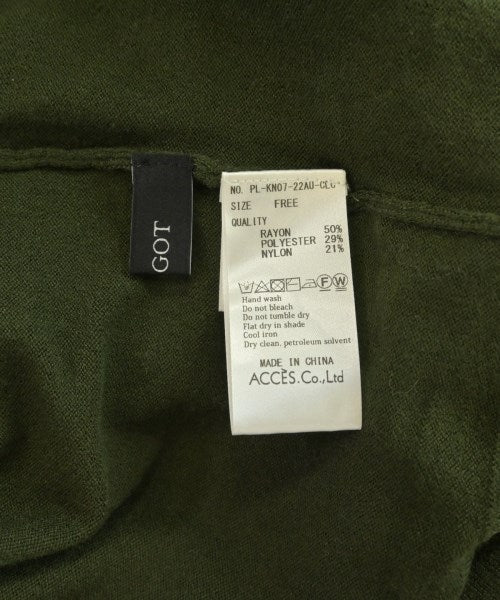 GOT
NO. PL-KN07-22AU-
SIZE FREE
QUALITY
RAYON 50%
POLYESTER 29%
NYLON 21%
Hand wash
Do not bleach
Do not tumble dry
Flat dry in shade
Cool iron
Dry clean. petroleum solvent
MADE IN CHINA
ACCÈS.Co.,Ltd